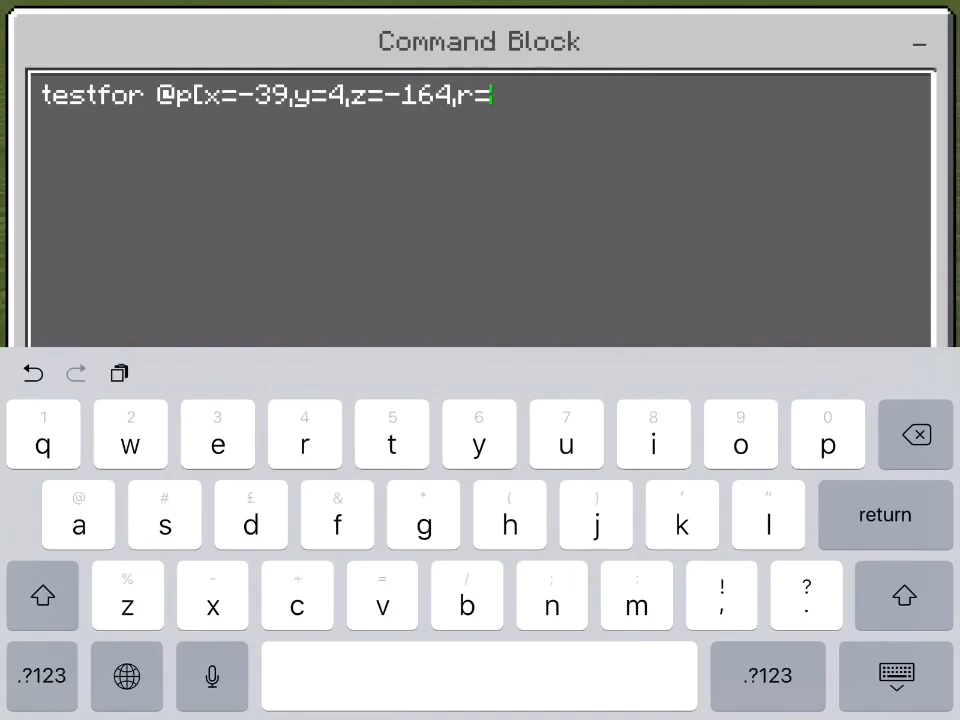 Command Block
testfor @p[x=-39,y=4,z=-164,r=
1 2 3 4 5 6 7 8 9 0
q w e r t y u i o p
@ # £ & * ( ) ' "
a s d f g h j k l return
% - + = / ; : ! ?
z x c v b n m , .
.?123 .?123